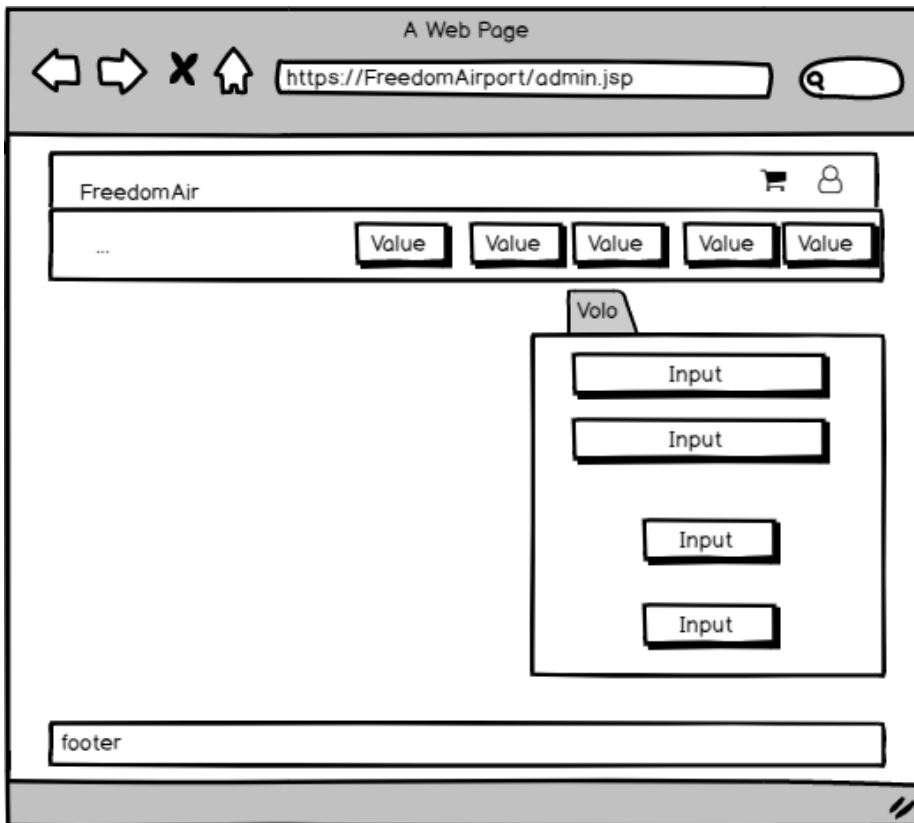 A Web Page
https://FreedomAirport/admin.jsp
FreedomAir
... Value Value Value Value Value
Volo
Input
Input
Input
Input
footer